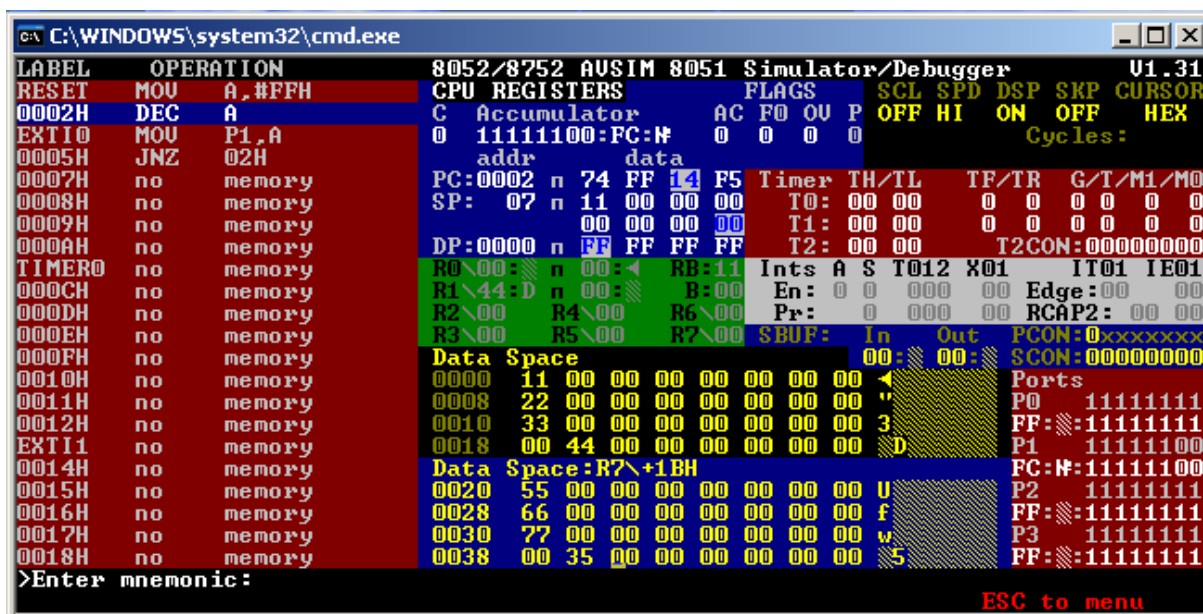 C:\WINDOWS\system32\cmd.exe
LABEL OPERATION 8052/8752 AVSIM 8051 Simulator/Debugger V1.31
RESET MOV A,#FFH CPU REGISTERS FLAGS SCL SPD DSP SKP CURSOR
0002H DEC A C Accumulator AC F0 OV P OFF HI ON OFF HEX
EXTI0 MOV P1,A 0 11111100:FC:№ 0 0 0 0 Cycles:
0005H JNZ 02H addr data
0007H no memory PC:0002 п 74 FF 14 F5 Timer TH/TL TF/TR G/T/M1/M0
0008H no memory SP: 07 п 11 00 00 00 T0: 00 00 0 0 0 0 0 0
0009H no memory 00 00 00 00 T1: 00 00 0 0 0 0 0 0
000AH no memory DP:0000 п FF FF FF FF T2: 00 00 T2CON:00000000
TIMER0 no memory R0\00:▒ п 00:◄ RB:11 Ints A S T012 X01 IT01 IE01
000CH no memory R1\44:D п 00:▒ B:00 En: 0 0 000 00 Edge:00 00
000DH no memory R2\00 R4\00 R6\00 Pr: 0 000 00 RCAP2: 00 00
000EH no memory R3\00 R5\00 R7\00 SBUF: In Out PCON:0xxxxxxx
000FH no memory Data Space 00:▒ 00:▒ SCON:00000000
0010H no memory 0000 11 00 00 00 00 00 00 00 ◄▒▒▒▒▒▒▒ Ports
0011H no memory 0008 22 00 00 00 00 00 00 00 "▒▒▒▒▒▒▒ P0 11111111
0012H no memory 0010 33 00 00 00 00 00 00 00 3▒▒▒▒▒▒▒ FF:▒:11111111
EXTI1 no memory 0018 00 44 00 00 00 00 00 00 ▒D▒▒▒▒▒▒ P1 11111100
0014H no memory Data Space:R7\+1BH FC:№:11111100
0015H no memory 0020 55 00 00 00 00 00 00 00 U▒▒▒▒▒▒▒ P2 11111111
0016H no memory 0028 66 00 00 00 00 00 00 00 f▒▒▒▒▒▒▒ FF:▒:11111111
0017H no memory 0030 77 00 00 00 00 00 00 00 w▒▒▒▒▒▒▒ P3 11111111
0018H no memory 0038 00 35 00 00 00 00 00 00 ▒5▒▒▒▒▒▒ FF:▒:11111111
>Enter mnemonic:
ESC to menu